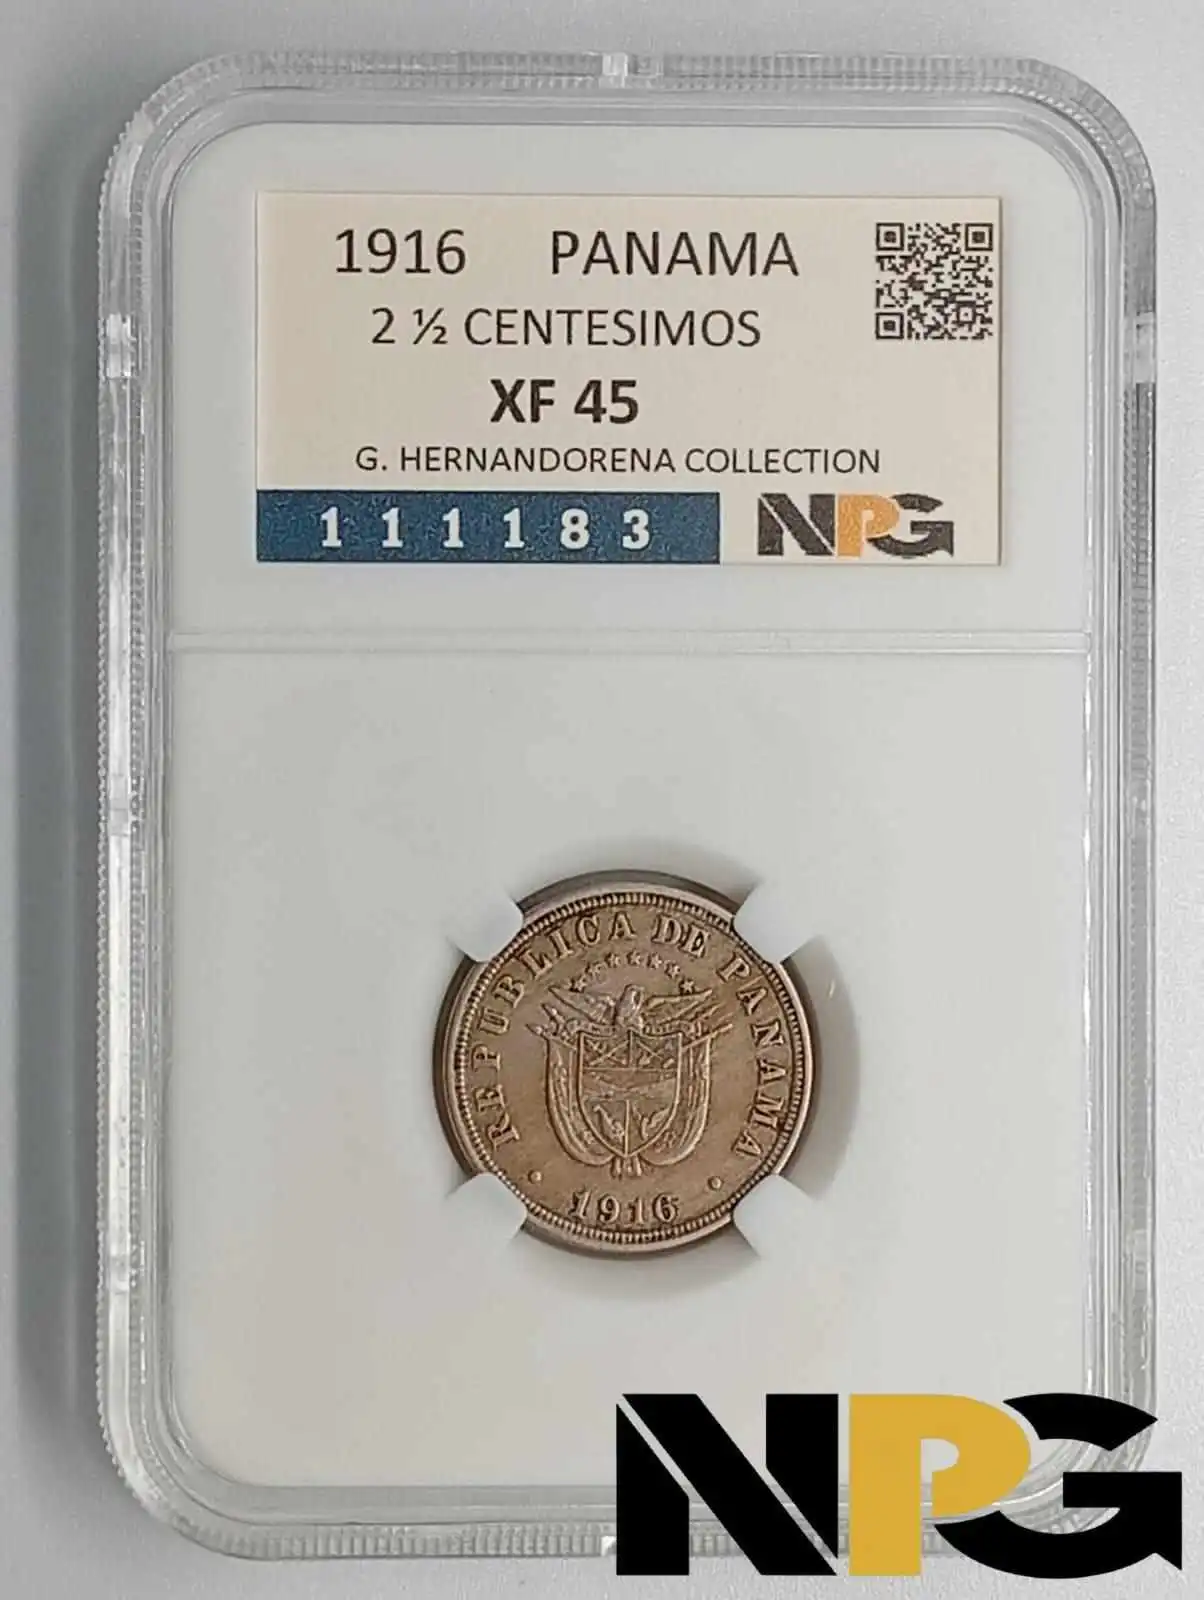 1916 PANAMA
2 ½ CENTESIMOS
XF 45
G. HERNANDORENA COLLECTION
111183
NPG
REPUBLICA DE PANAMA
1916
NPG